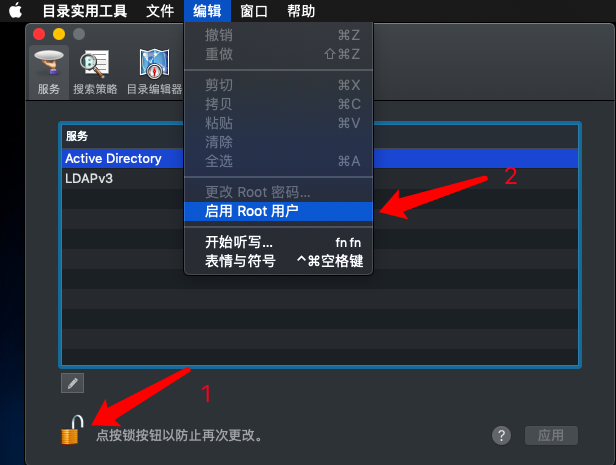 目录实用工具 文件 编辑 窗口 帮助
撤销 ⌘Z
重做 ⇧⌘Z
服务 搜索策略 目录编辑器
剪切 ⌘X
拷贝 ⌘C
粘贴 ⌘V
清除
全选 ⌘A
服务
Active Directory
LDAPv3
更改 Root 密码...
启用 Root 用户
2
开始听写... fn fn
表情与符号 ^⌘空格键
1
点按锁按钮以防止再次更改。
? 应用